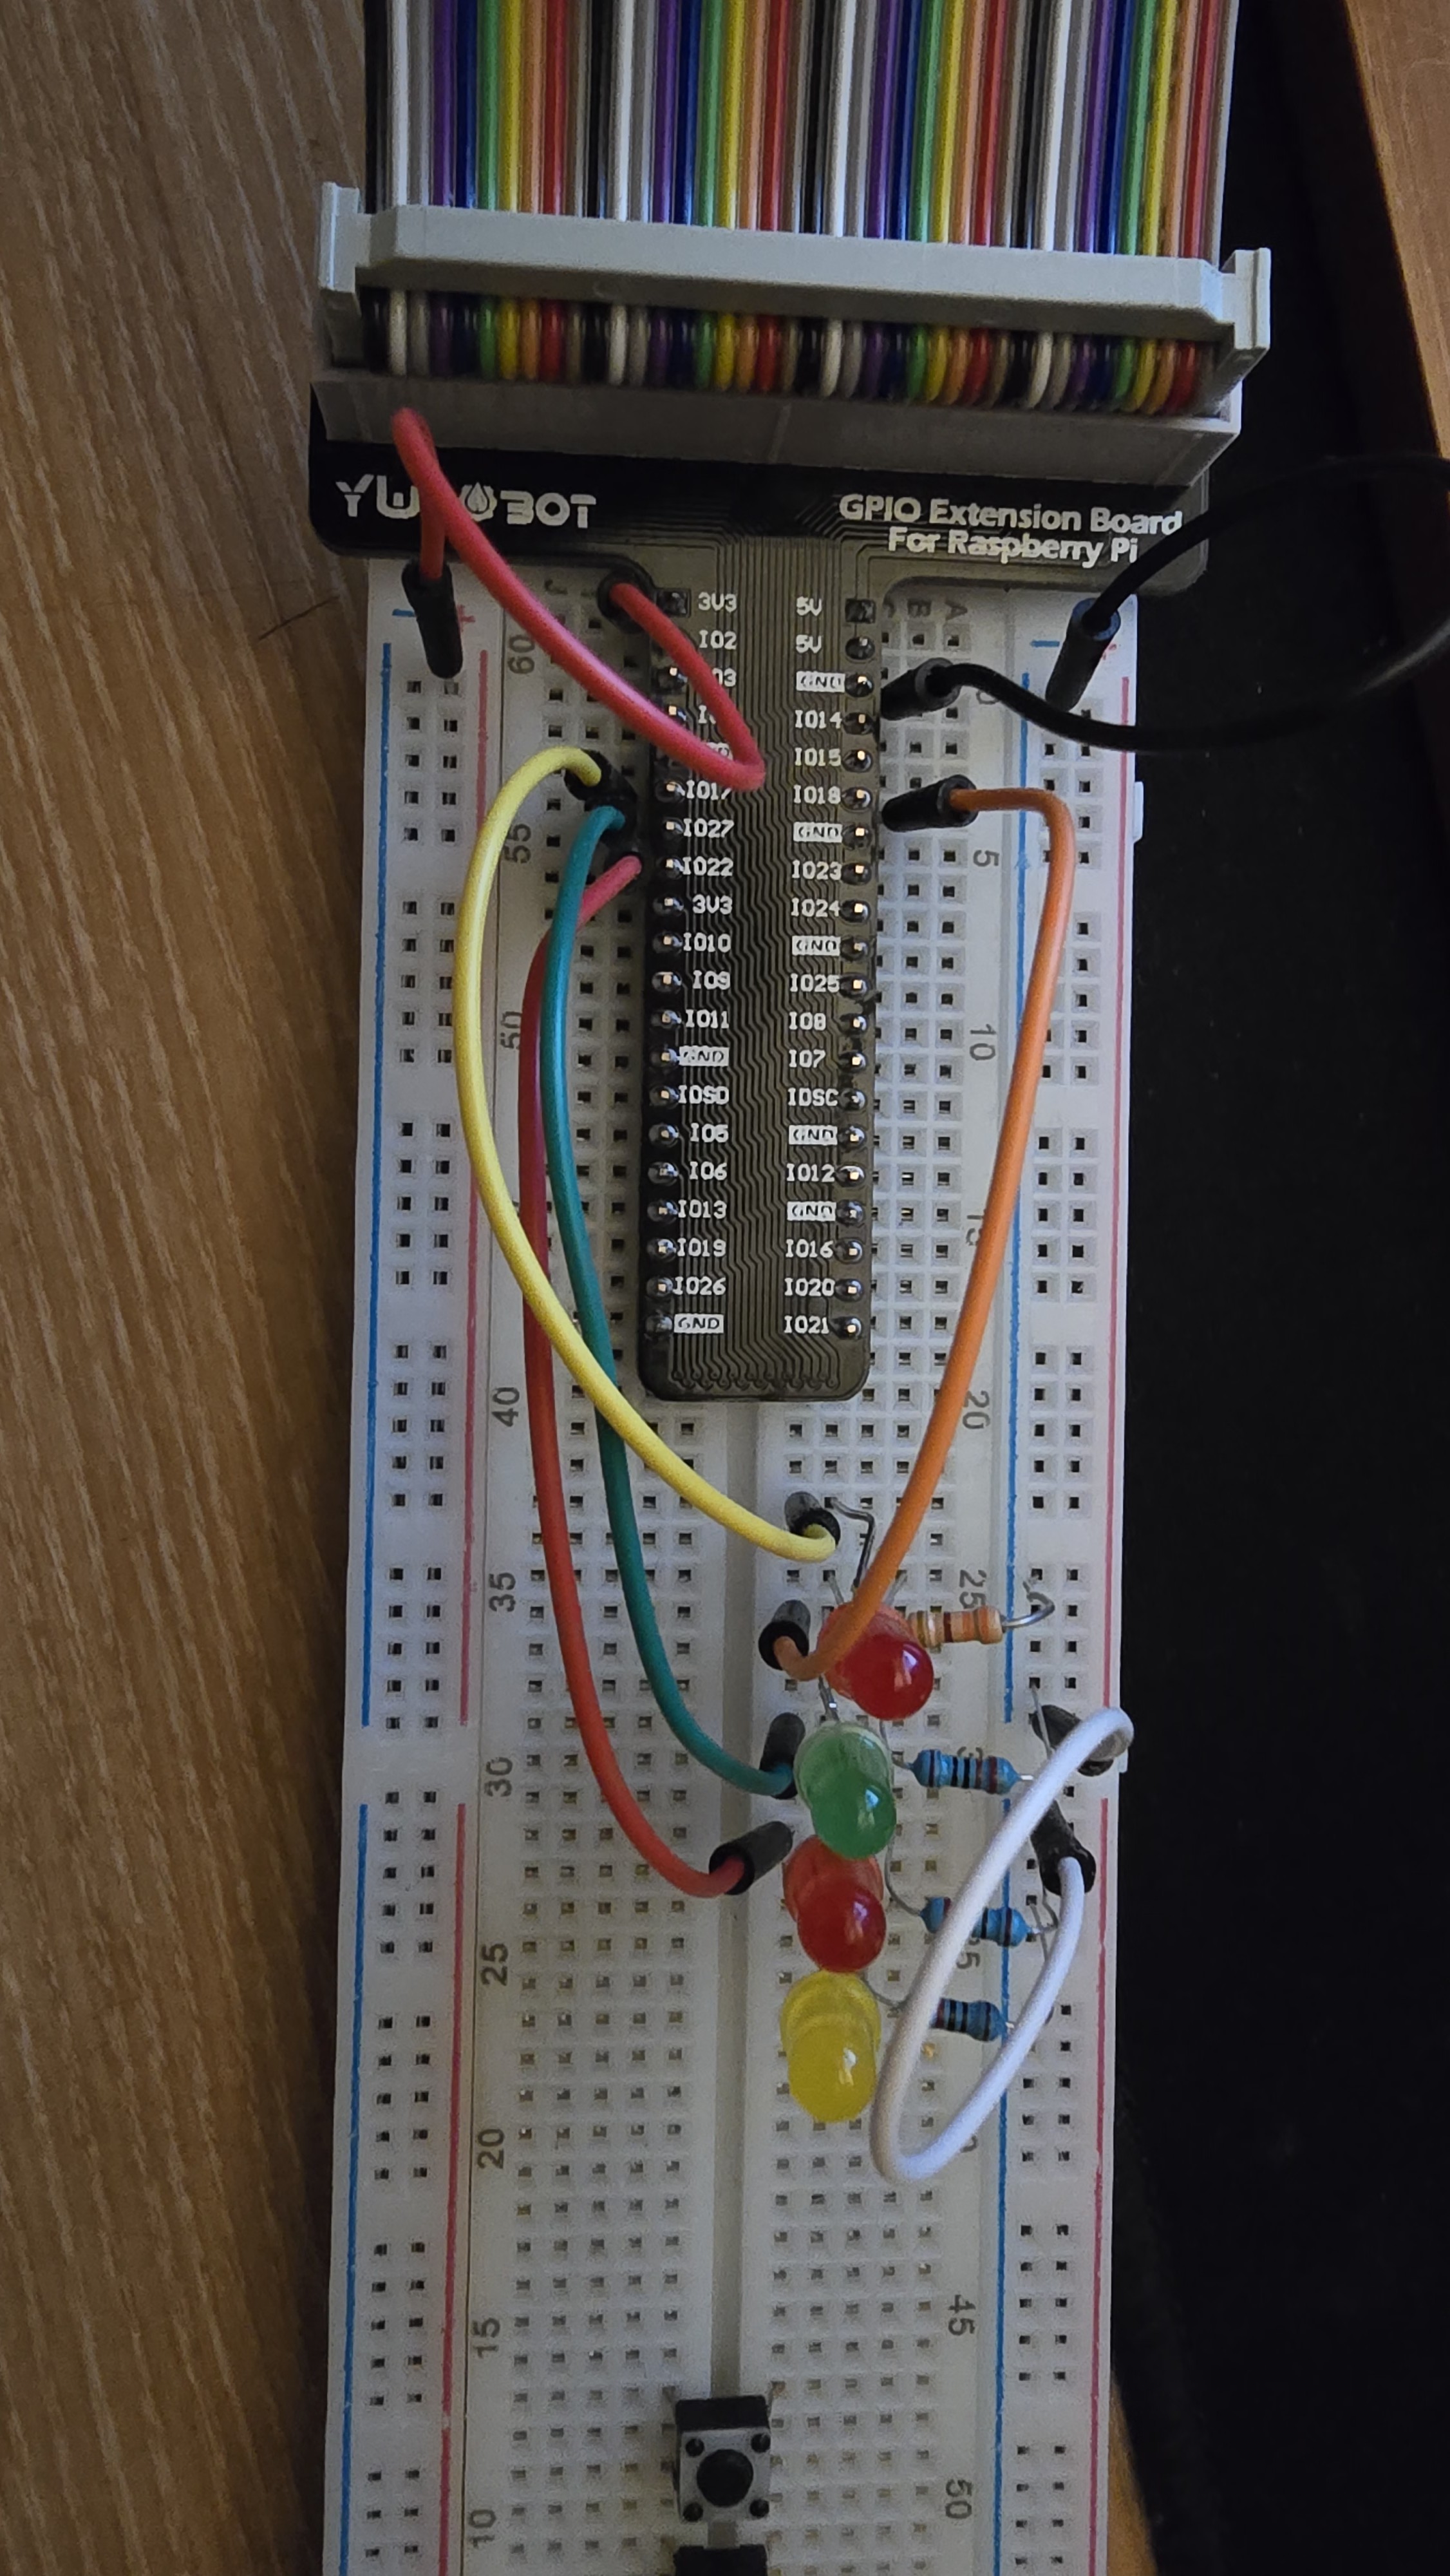 GPIO Extension Board
For Raspberry Pi
3V3 5V
IO2 5V
GND
IO14
IO15
IO17 IO18
IO27 GND
IO22 IO23
3V3 IO24
IO10 GND
IO9 IO25
IO11 IO8
GND IO7
IDSD IDSC
IO5 GND
IO6 IO12
IO13 GND
IO19 IO16
IO26 IO20
GND IO21
J
B
A
60
55
5
50
10
15
40
20
35
25
30
25
20
15
45
10
50